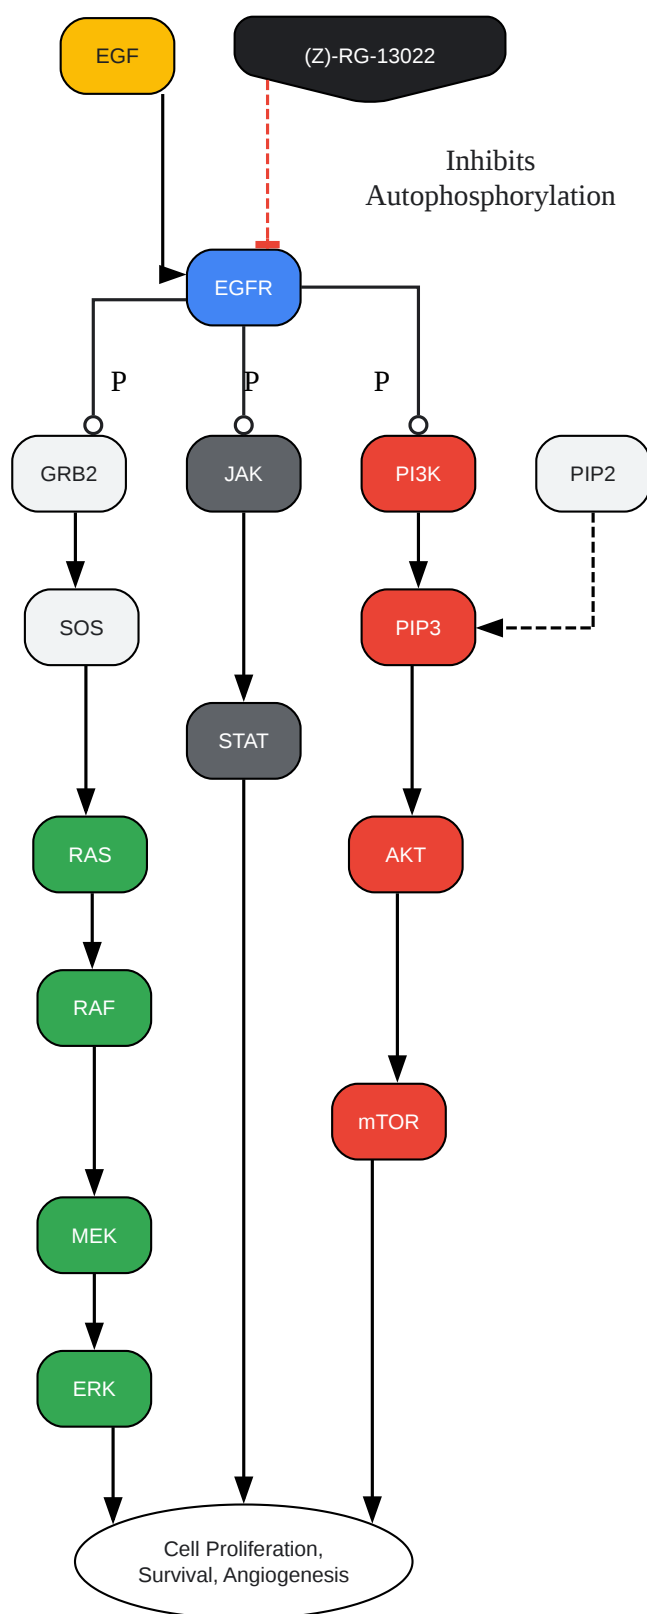 EGF
(Z)-RG-13022
Inhibits
Autophosphorylation
EGFR
P
P
P
GRB2
JAK
PI3K
PIP2
SOS
PIP3
STAT
RAS
AKT
RAF
mTOR
MEK
ERK
Cell Proliferation,
Survival, Angiogenesis